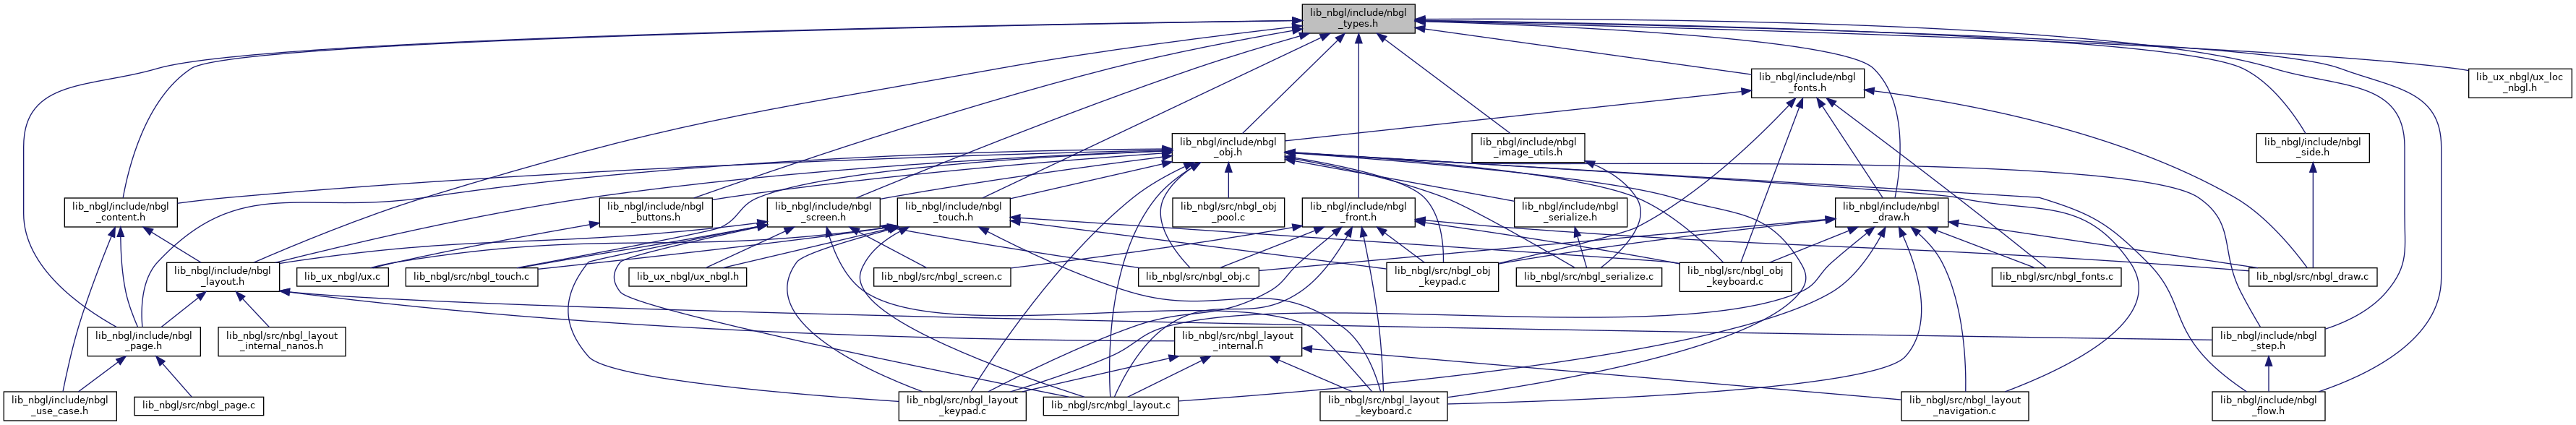 lib_nbgl/include/nbgl
_types.h
lib_nbgl/include/nbgl
_fonts.h
lib_ux_nbgl/ux_loc
_nbgl.h
lib_nbgl/include/nbgl
_obj.h
lib_nbgl/include/nbgl
_image_utils.h
lib_nbgl/include/nbgl
_side.h
lib_nbgl/include/nbgl
_content.h
lib_nbgl/include/nbgl
_buttons.h
lib_nbgl/include/nbgl
_screen.h
lib_nbgl/include/nbgl
_touch.h
lib_nbgl/src/nbgl_obj
_pool.c
lib_nbgl/include/nbgl
_front.h
lib_nbgl/include/nbgl
_serialize.h
lib_nbgl/include/nbgl
_draw.h
lib_nbgl/include/nbgl
_layout.h
lib_ux_nbgl/ux.c
lib_nbgl/src/nbgl_touch.c
lib_ux_nbgl/ux_nbgl.h
lib_nbgl/src/nbgl_screen.c
lib_nbgl/src/nbgl_obj.c
lib_nbgl/src/nbgl_obj
_keypad.c
lib_nbgl/src/nbgl_serialize.c
lib_nbgl/src/nbgl_obj
_keyboard.c
lib_nbgl/src/nbgl_fonts.c
lib_nbgl/src/nbgl_draw.c
lib_nbgl/include/nbgl
_page.h
lib_nbgl/src/nbgl_layout
_internal_nanos.h
lib_nbgl/src/nbgl_layout
_internal.h
lib_nbgl/include/nbgl
_step.h
lib_nbgl/include/nbgl
_use_case.h
lib_nbgl/src/nbgl_page.c
lib_nbgl/src/nbgl_layout
_keypad.c
lib_nbgl/src/nbgl_layout.c
lib_nbgl/src/nbgl_layout
_keyboard.c
lib_nbgl/src/nbgl_layout
_navigation.c
lib_nbgl/include/nbgl
_flow.h